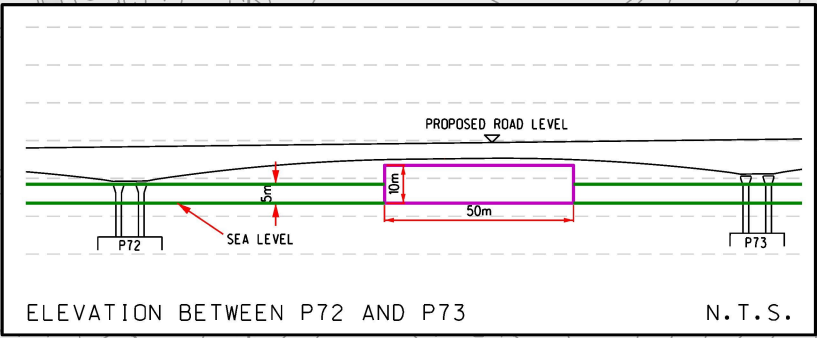 PROPOSED ROAD LEVEL
5m
10m
50m
P72
SEA LEVEL
P73
ELEVATION BETWEEN P72 AND P73
N.T.S.